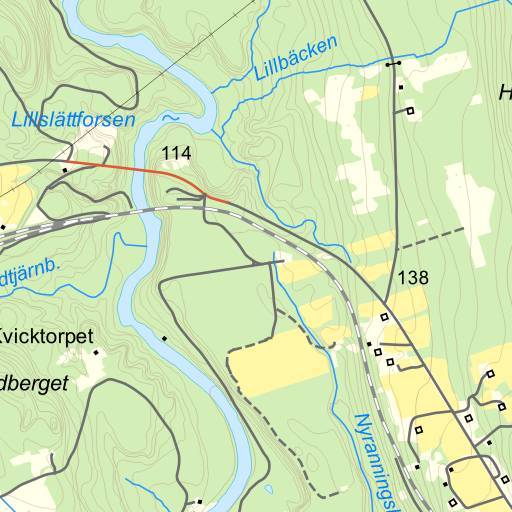 Lillbäcken
H
Lillslättforsen
114
dtjärnb.
138
Kvicktorpet
dberget
Nyranningsb